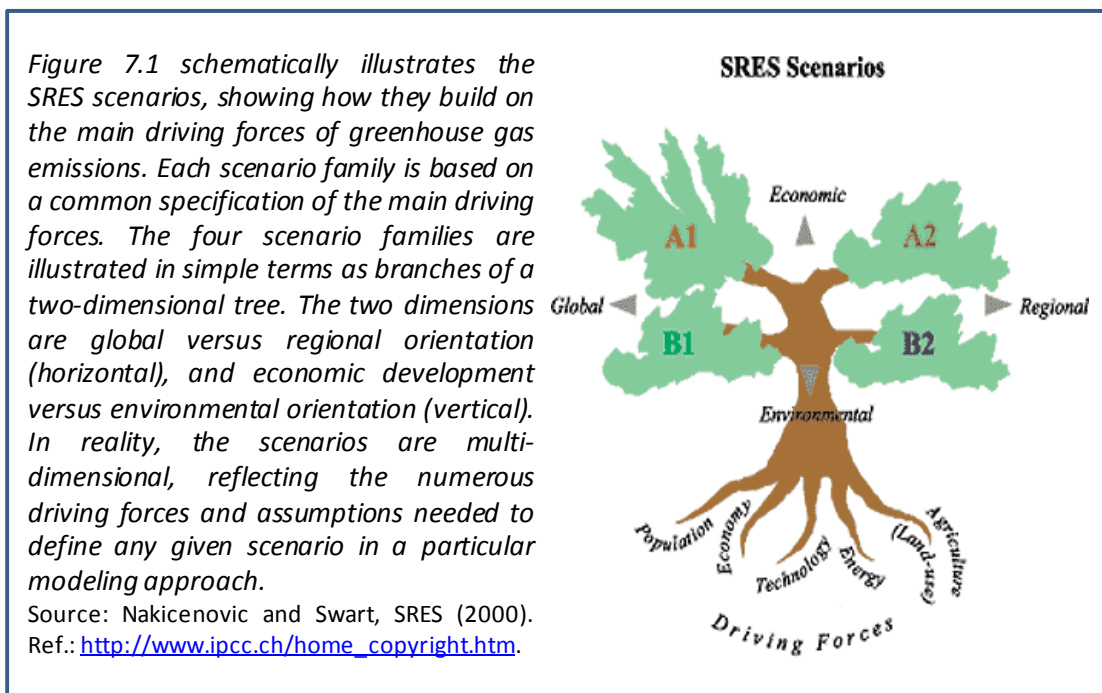 Figure 7.1 schematically illustrates the
SRES scenarios, showing how they build on
the main driving forces of greenhouse gas
emissions. Each scenario family is based on
a common specification of the main driving
forces. The four scenario families are
illustrated in simple terms as branches of a
two-dimensional tree. The two dimensions
are global versus regional orientation
(horizontal), and economic development
versus environmental orientation (vertical).
In reality, the scenarios are multi-
dimensional, reflecting the numerous
driving forces and assumptions needed to
define any given scenario in a particular
modeling approach.
Source: Nakicenovic and Swart, SRES (2000).
Ref.: http://www.ipcc.ch/home_copyright.htm.
SRES Scenarios
Economic
A1
A2
Global
Regional
B1
B2
Environmental
Population
Economy
Technology
Energy
Agriculture
(Land-use)
Driving Forces